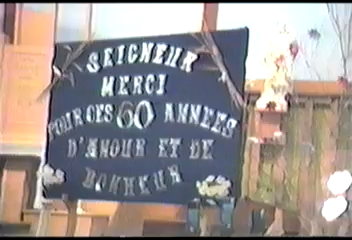 SEIGNEUR
MERCI
POUR CES 60 ANNEES
D'AMOUR ET DE
BONHEUR